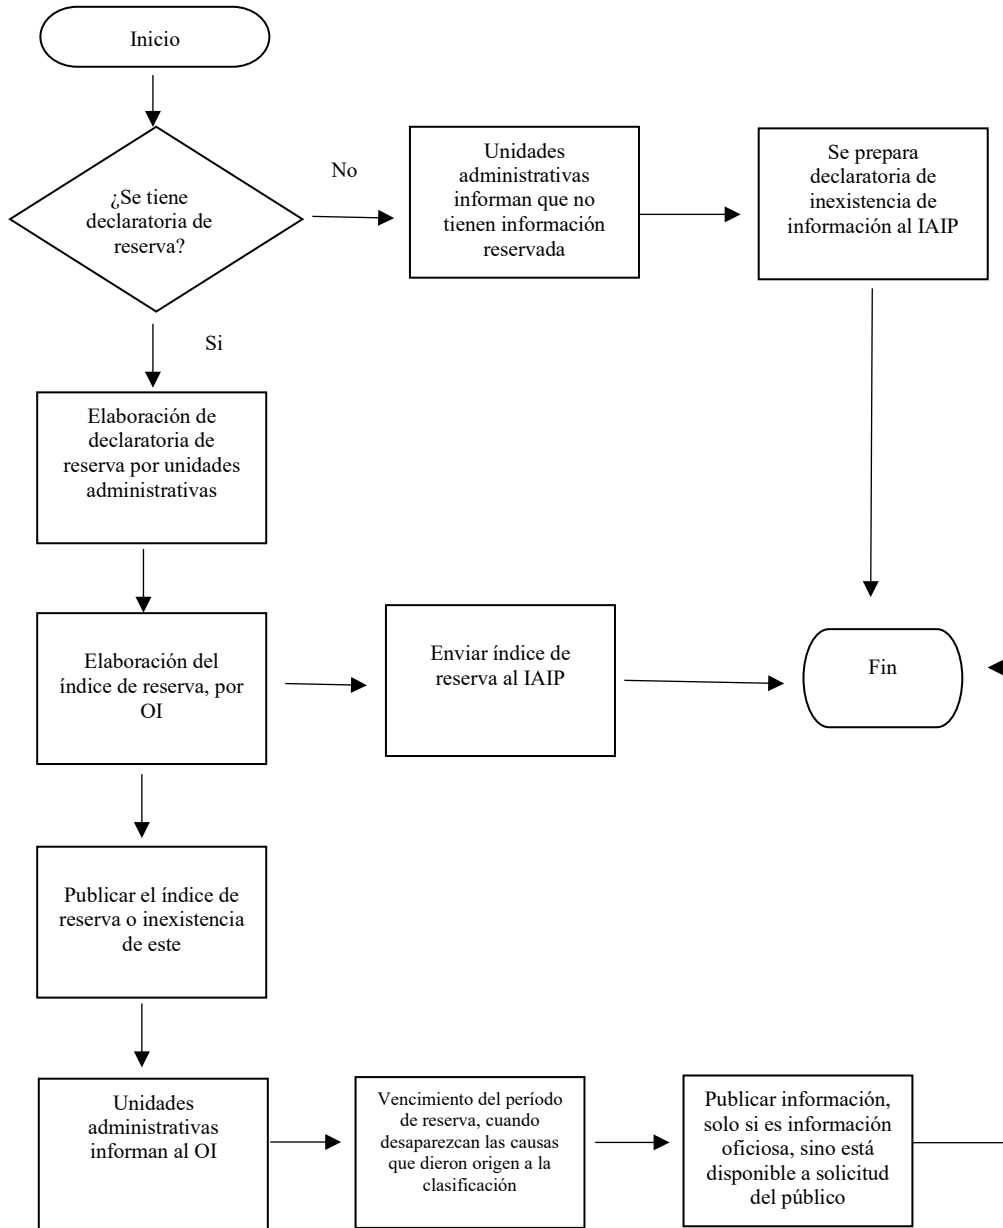 Inicio
¿Se tiene
declaratoria de
reserva?
No
Unidades
administrativas
informan que no
tienen información
reservada
Se prepara
declaratoria de
inexistencia de
información al IAIP
Si
Elaboración de
declaratoria de
reserva por unidades
administrativas
Elaboración del
índice de reserva, por
OI
Enviar índice de
reserva al IAIP
Fin
Publicar el índice de
reserva o inexistencia
de este
Unidades
administrativas
informan al OI
Vencimiento del período
de reserva, cuando
desaparezcan las causas
que dieron origen a la
clasificación
Publicar información,
solo si es información
oficiosa, sino está
disponible a solicitud
del público